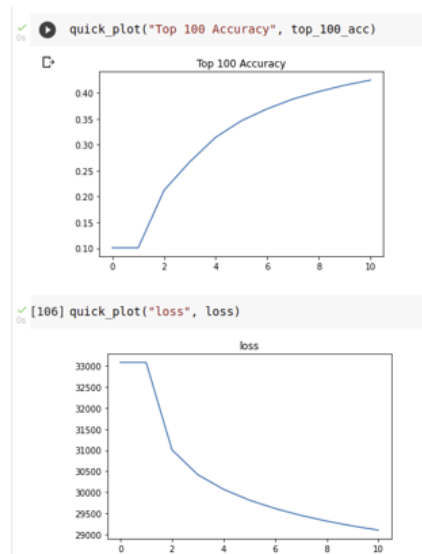 0s quick_plot("Top 100 Accuracy", top_100_acc)
Top 100 Accuracy
0.40
0.35
0.30
0.25
0.20
0.15
0.10
0 2 4 6 8 10
[106] quick_plot("loss", loss)
0s
loss
33000
32500
32000
31500
31000
30500
30000
29500
29000
0 2 4 6 8 10